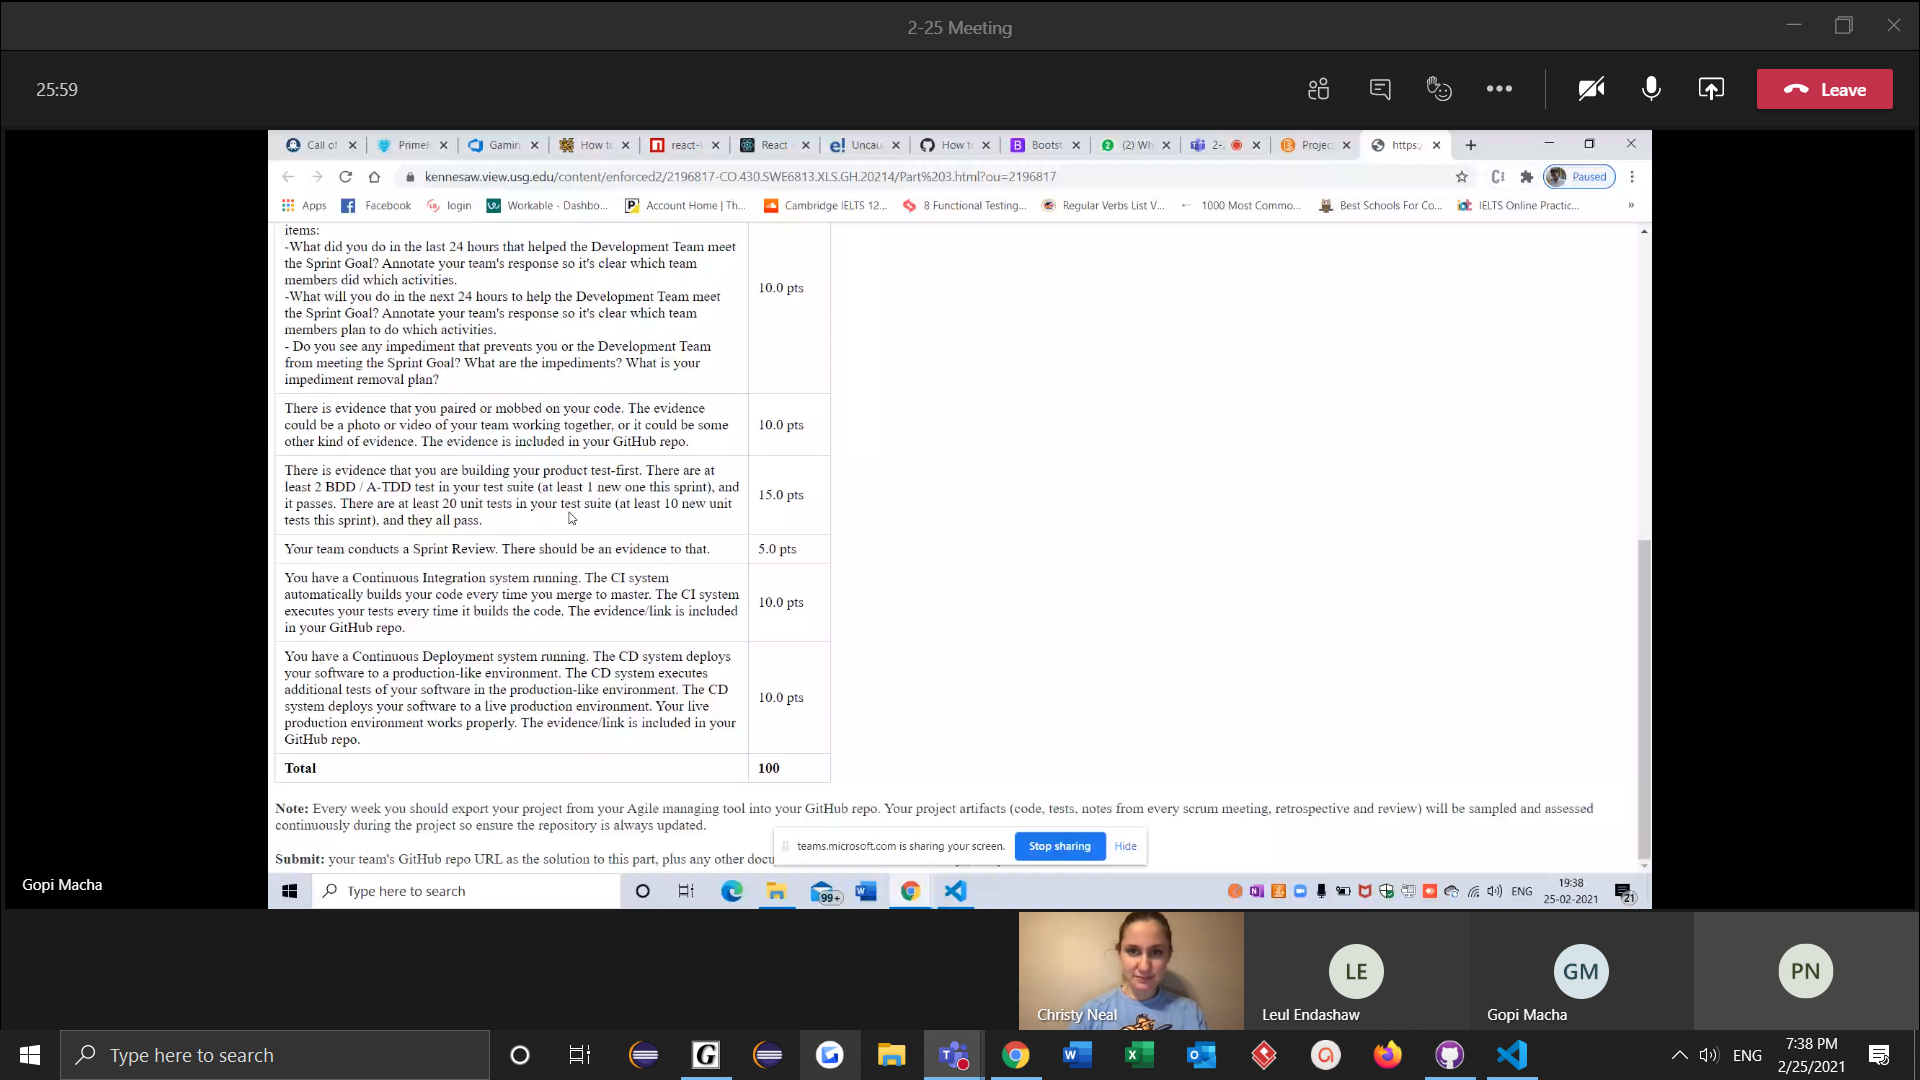 2-25 Meeting
25:59
Leave
Call of
Prime
Gamin
How to
react-
React
Uncau
How t
Boots
(2) Wh
2-
Projec
https:/
kennesaw.view.usg.edu/content/enforced2/2196817-CO.430.SWE6813.XLS.GH.20214/Part%203.html?ou=2196817
Paused
Apps
Facebook
login
Workable - Dashbo...
Account Home | Th...
Cambridge IELTS 12...
8 Functional Testing...
Regular Verbs List V...
1000 Most Commo...
Best Schools For Co...
IELTS Online Practic...
»
items:
-What did you do in the last 24 hours that helped the Development Team meet
the Sprint Goal? Annotate your team's response so it's clear which team
members did which activities.
-What will you do in the next 24 hours to help the Development Team meet
the Sprint Goal? Annotate your team's response so it's clear which team
members plan to do which activities.
- Do you see any impediment that prevents you or the Development Team
from meeting the Sprint Goal? What are the impediments? What is your
impediment removal plan?
10.0 pts
There is evidence that you paired or mobbed on your code. The evidence
could be a photo or video of your team working together, or it could be some
other kind of evidence. The evidence is included in your GitHub repo.
10.0 pts
There is evidence that you are building your product test-first. There are at
least 2 BDD / A-TDD test in your test suite (at least 1 new one this sprint), and
it passes. There are at least 20 unit tests in your test suite (at least 10 new unit
tests this sprint), and they all pass.
15.0 pts
Your team conducts a Sprint Review. There should be an evidence to that.
5.0 pts
You have a Continuous Integration system running. The CI system
automatically builds your code every time you merge to master. The CI system
executes your tests every time it builds the code. The evidence/link is included
in your GitHub repo.
10.0 pts
You have a Continuous Deployment system running. The CD system deploys
your software to a production-like environment. The CD system executes
additional tests of your software in the production-like environment. The CD
system deploys your software to a live production environment. Your live
production environment works properly. The evidence/link is included in your
GitHub repo.
10.0 pts
Total
100
Note: Every week you should export your project from your Agile managing tool into your GitHub repo. Your project artifacts (code, tests, notes from every scrum meeting, retrospective and review) will be sampled and assessed
continuously during the project so ensure the repository is always updated.
Submit: your team's GitHub repo URL as the solution to this part, plus any other docu
teams.microsoft.com is sharing your screen.
Stop sharing
Hide
Gopi Macha
Type here to search
99+
ENG
19:38
25-02-2021
21
Christy Neal
LE
Leul Endashaw
GM
Gopi Macha
PN
Type here to search
ENG
7:38 PM
2/25/2021